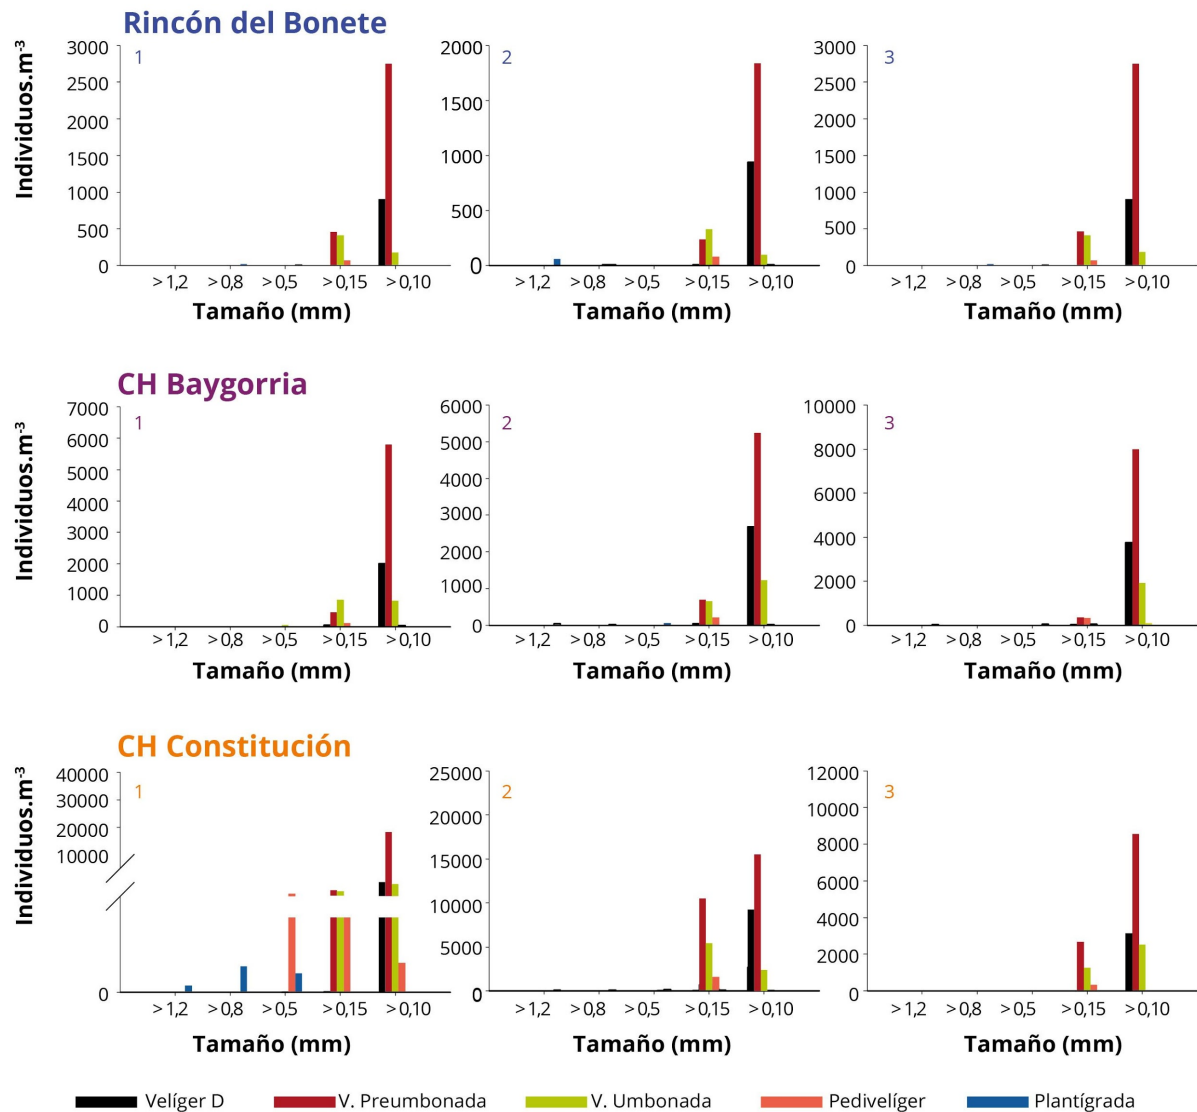 Rincón del Bonete
Individuos.m⁻³
3000
2500
2000
1500
1000
500
0
1
>1,2 >0,8 >0,5 >0,15 >0,10
Tamaño (mm)
2000
1500
1000
500
0
2
>1,2 >0,8 >0,5 >0,15 >0,10
Tamaño (mm)
3000
2500
2000
1500
1000
500
0
3
>1,2 >0,8 >0,5 >0,15 >0,10
Tamaño (mm)
CH Baygorria
Individuos.m⁻³
7000
6000
5000
4000
3000
2000
1000
0
1
>1,2 >0,8 >0,5 >0,15 >0,10
Tamaño (mm)
6000
5000
4000
3000
2000
1000
0
2
>1,2 >0,8 >0,5 >0,15 >0,10
Tamaño (mm)
10000
8000
6000
4000
2000
0
3
>1,2 >0,8 >0,5 >0,15 >0,10
Tamaño (mm)
CH Constitución
Individuos.m⁻³
40000
30000
20000
10000
0
1
>1,2 >0,8 >0,5 >0,15 >0,10
Tamaño (mm)
25000
20000
15000
10000
5000
0
2
>1,2 >0,8 >0,5 >0,15 >0,10
Tamaño (mm)
12000
10000
8000
6000
4000
2000
0
3
>1,2 >0,8 >0,5 >0,15 >0,10
Tamaño (mm)
Velíger D V. Preumbonada V. Umbonada Pedivelíger Plantígrada